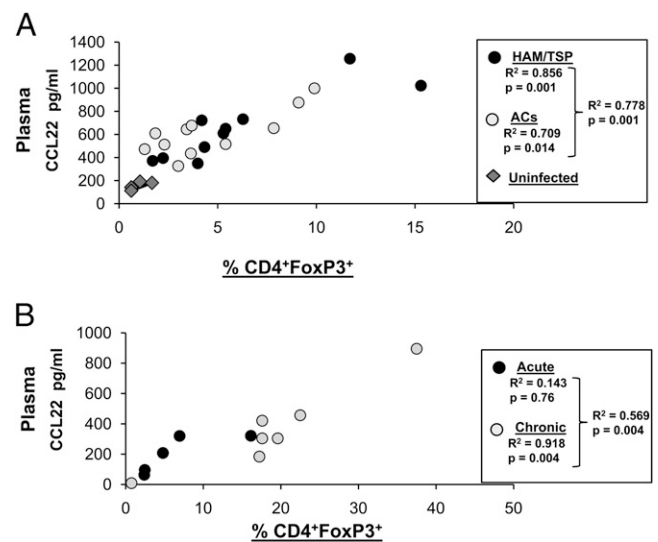 A
1400
1200
1000
800
600
400
200
0
Plasma
CCL22 pg/ml
0 5 10 15 20
% CD4+FoxP3+
HAM/TSP
R² = 0.856
p = 0.001
ACs
R² = 0.709
p = 0.014
Uninfected
R² = 0.778
p = 0.001
B
1000
800
600
400
200
0
Plasma
CCL22 pg/ml
0 10 20 30 40 50
% CD4+FoxP3+
Acute
R² = 0.143
p = 0.76
Chronic
R² = 0.918
p = 0.004
R² = 0.569
p = 0.004